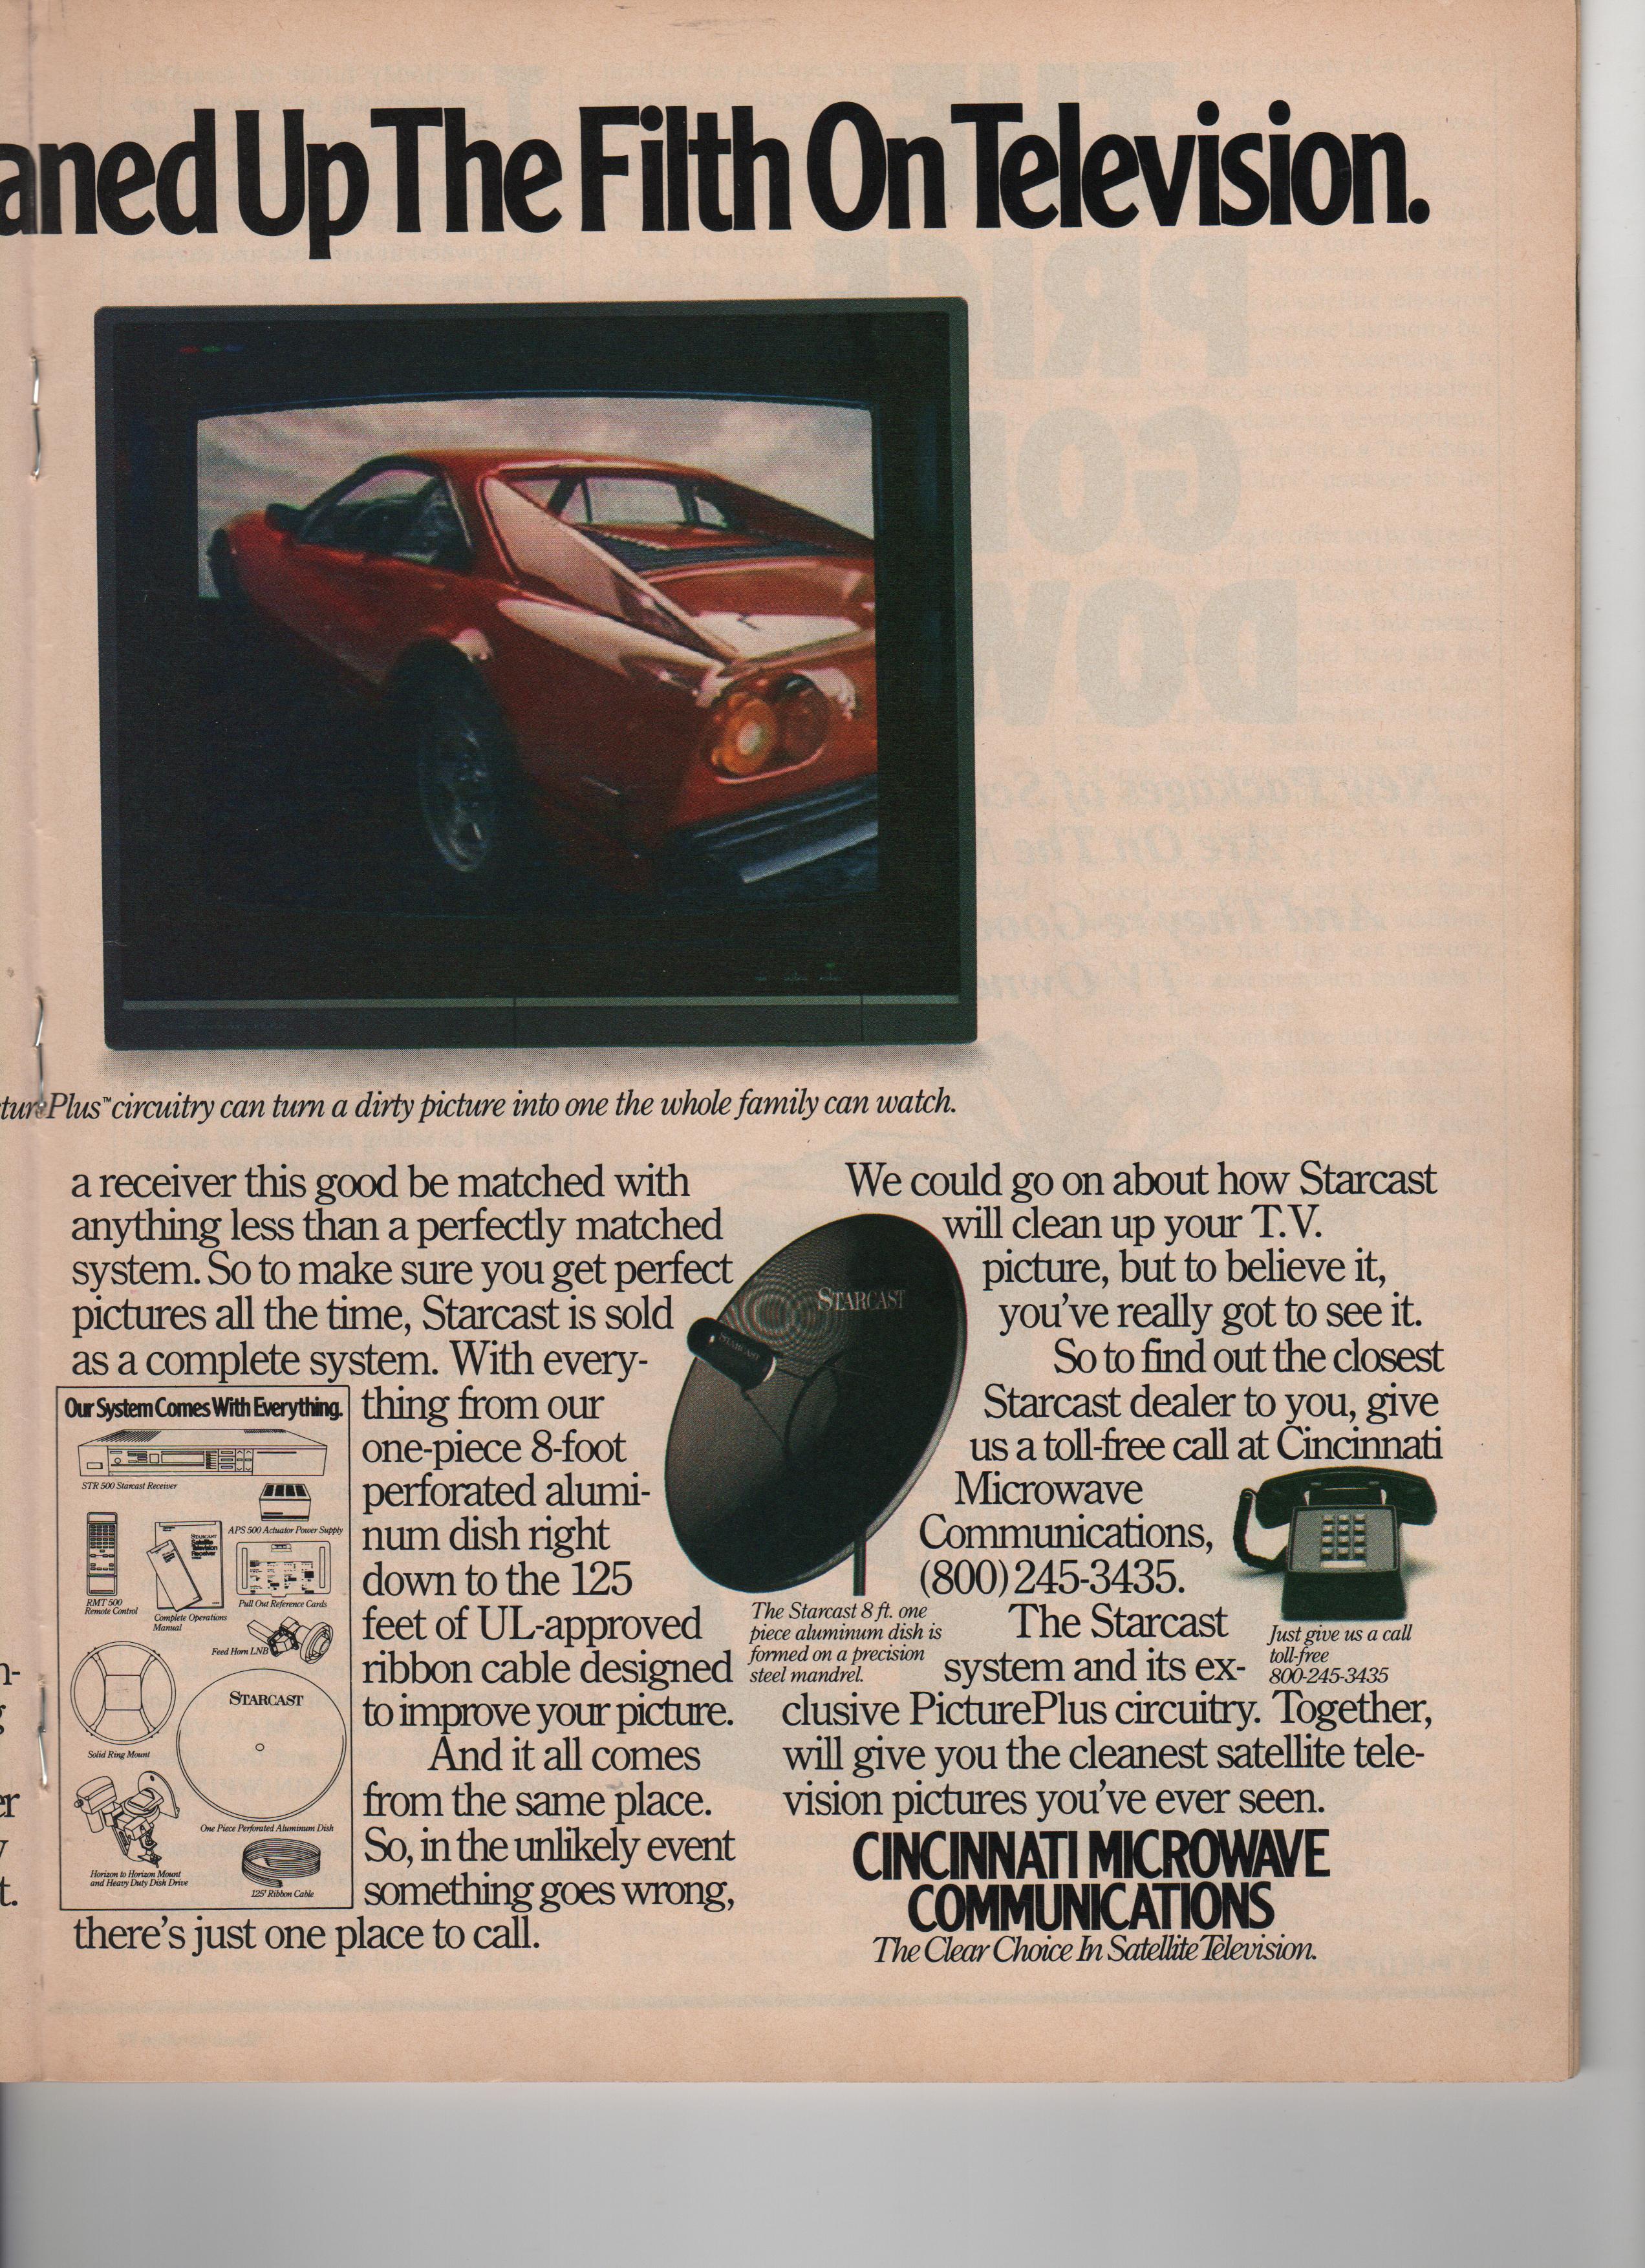 aned Up The Filth On Television.
turePlus™ circuitry can turn a dirty picture into one the whole family can watch.
a receiver this good be matched with
anything less than a perfectly matched
system. So to make sure you get perfect
pictures all the time, Starcast is sold
as a complete system. With every-
thing from our
one-piece 8-foot
perforated alumi-
num dish right
down to the 125
feet of UL-approved
ribbon cable designed
to improve your picture.
And it all comes
from the same place.
So, in the unlikely event
something goes wrong,
there's just one place to call.
Our System Comes With Everything.
STR 500 Starcast Receiver
APS 500 Actuator Power Supply
RMT 500
Remote Control
STARCAST
Satellite
Television
Receiver
Complete Operations
Manual
Pull Out Reference Cards
Feed Horn LNB
Solid Ring Mount
STARCAST
One Piece Perforated Aluminum Dish
Horizon to Horizon Mount
and Heavy Duty Dish Drive
125' Ribbon Cable
STARCAST
STARCAST
The Starcast 8 ft. one
piece aluminum dish is
formed on a precision
steel mandrel.
We could go on about how Starcast
will clean up your T.V.
picture, but to believe it,
you've really got to see it.
So to find out the closest
Starcast dealer to you, give
us a toll-free call at Cincinnati
Microwave
Communications,
(800) 245-3435.
The Starcast
system and its ex-
clusive PicturePlus circuitry. Together,
will give you the cleanest satellite tele-
vision pictures you've ever seen.
Just give us a call
toll-free
800-245-3435
CINCINNATI MICROWAVE
COMMUNICATIONS
The Clear Choice In Satellite Television.